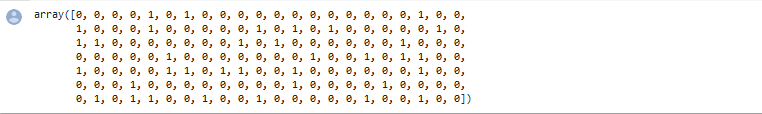 array([0, 0, 0, 0, 1, 0, 1, 0, 0, 0, 0, 0, 0, 0, 0, 0, 0, 0, 0, 1, 0, 0,
1, 0, 0, 0, 1, 0, 0, 0, 0, 0, 1, 0, 1, 0, 1, 0, 0, 0, 0, 0, 1, 0,
1, 1, 0, 0, 0, 0, 0, 0, 0, 1, 0, 1, 0, 0, 0, 0, 0, 0, 1, 0, 0, 0,
0, 0, 0, 0, 0, 1, 0, 0, 0, 0, 0, 0, 0, 1, 0, 0, 1, 0, 1, 1, 0, 0,
1, 0, 0, 0, 0, 1, 1, 0, 1, 1, 0, 0, 1, 0, 0, 0, 0, 0, 0, 1, 0, 0,
0, 0, 0, 1, 0, 0, 0, 0, 0, 0, 0, 0, 1, 0, 0, 0, 0, 1, 0, 0, 0, 0,
0, 1, 0, 1, 1, 0, 0, 1, 0, 0, 1, 0, 0, 0, 0, 0, 1, 0, 0, 1, 0, 0])